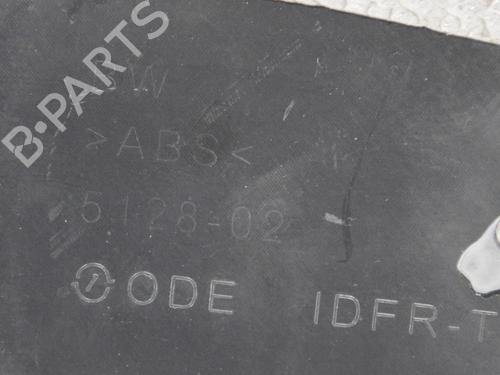 B-PARTS
>ABS<
5128-02
ODE IDFR-T